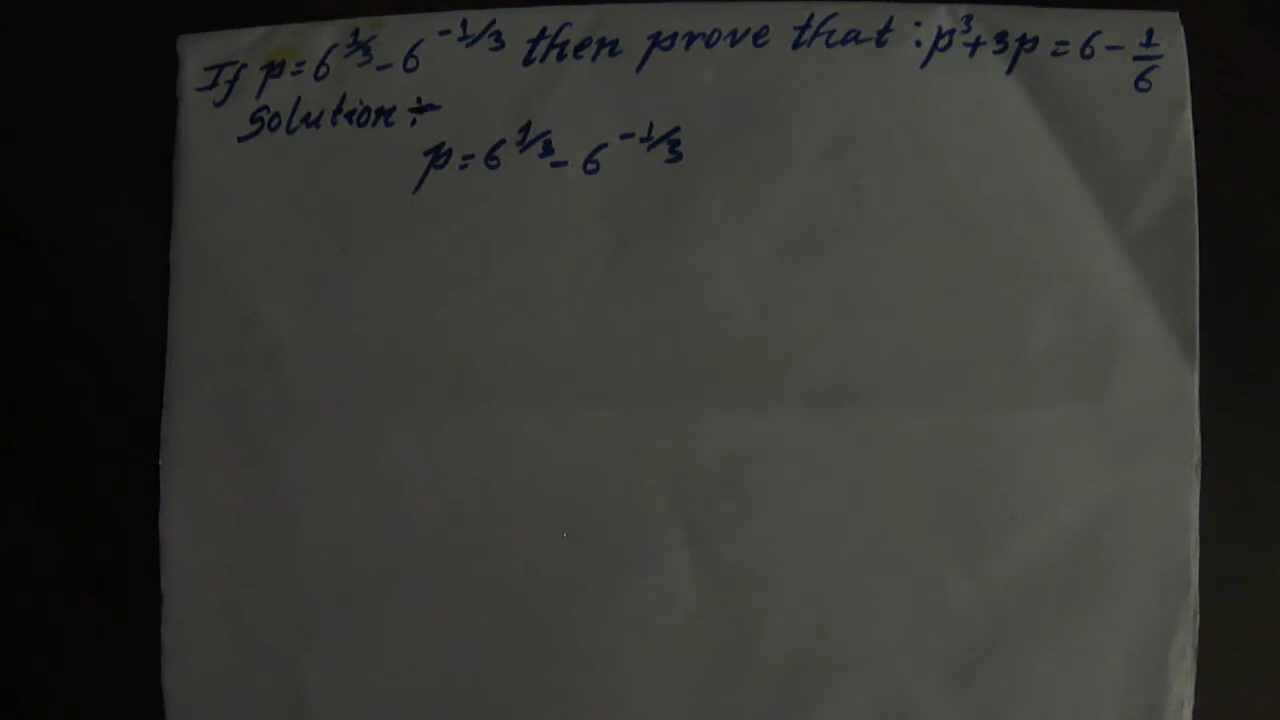 If p = 6^1/3 - 6^-1/3 then prove that : p³ + 3p = 6 - 1/6
Solution :-
p = 6^1/3 - 6^-1/3